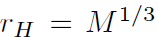 r_H = M^{1/3}